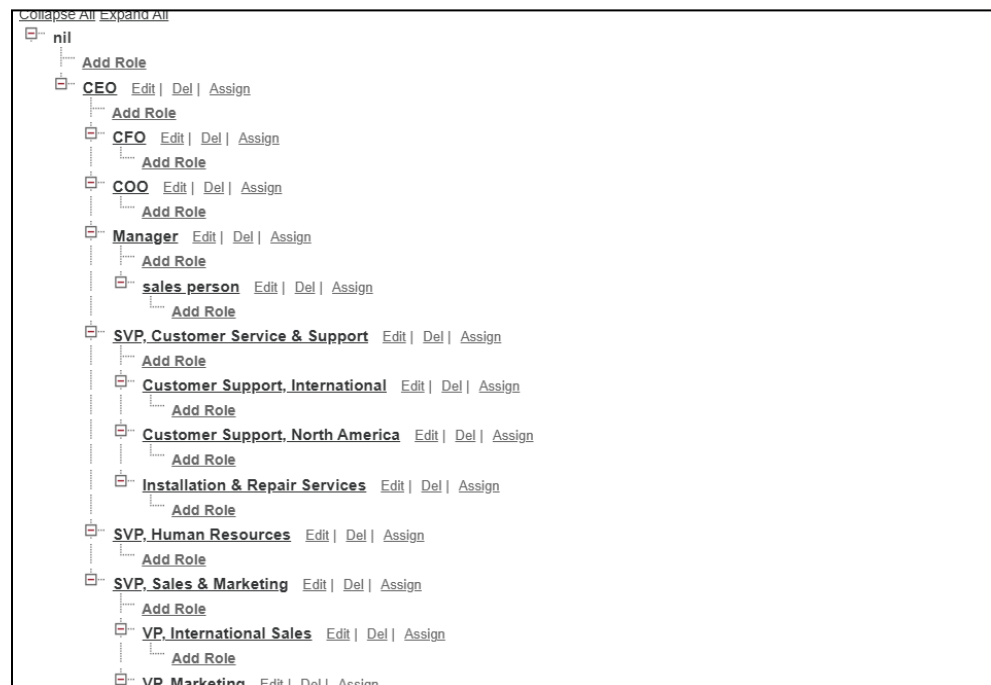 Collapse All Expand All
nil
Add Role
CEO Edit | Del | Assign
Add Role
CFO Edit | Del | Assign
Add Role
COO Edit | Del | Assign
Add Role
Manager Edit | Del | Assign
Add Role
sales person Edit | Del | Assign
Add Role
SVP, Customer Service & Support Edit | Del | Assign
Add Role
Customer Support, International Edit | Del | Assign
Add Role
Customer Support, North America Edit | Del | Assign
Add Role
Installation & Repair Services Edit | Del | Assign
Add Role
SVP, Human Resources Edit | Del | Assign
Add Role
SVP, Sales & Marketing Edit | Del | Assign
Add Role
VP, International Sales Edit | Del | Assign
Add Role
VP, Marketing Edit | Del | Assign